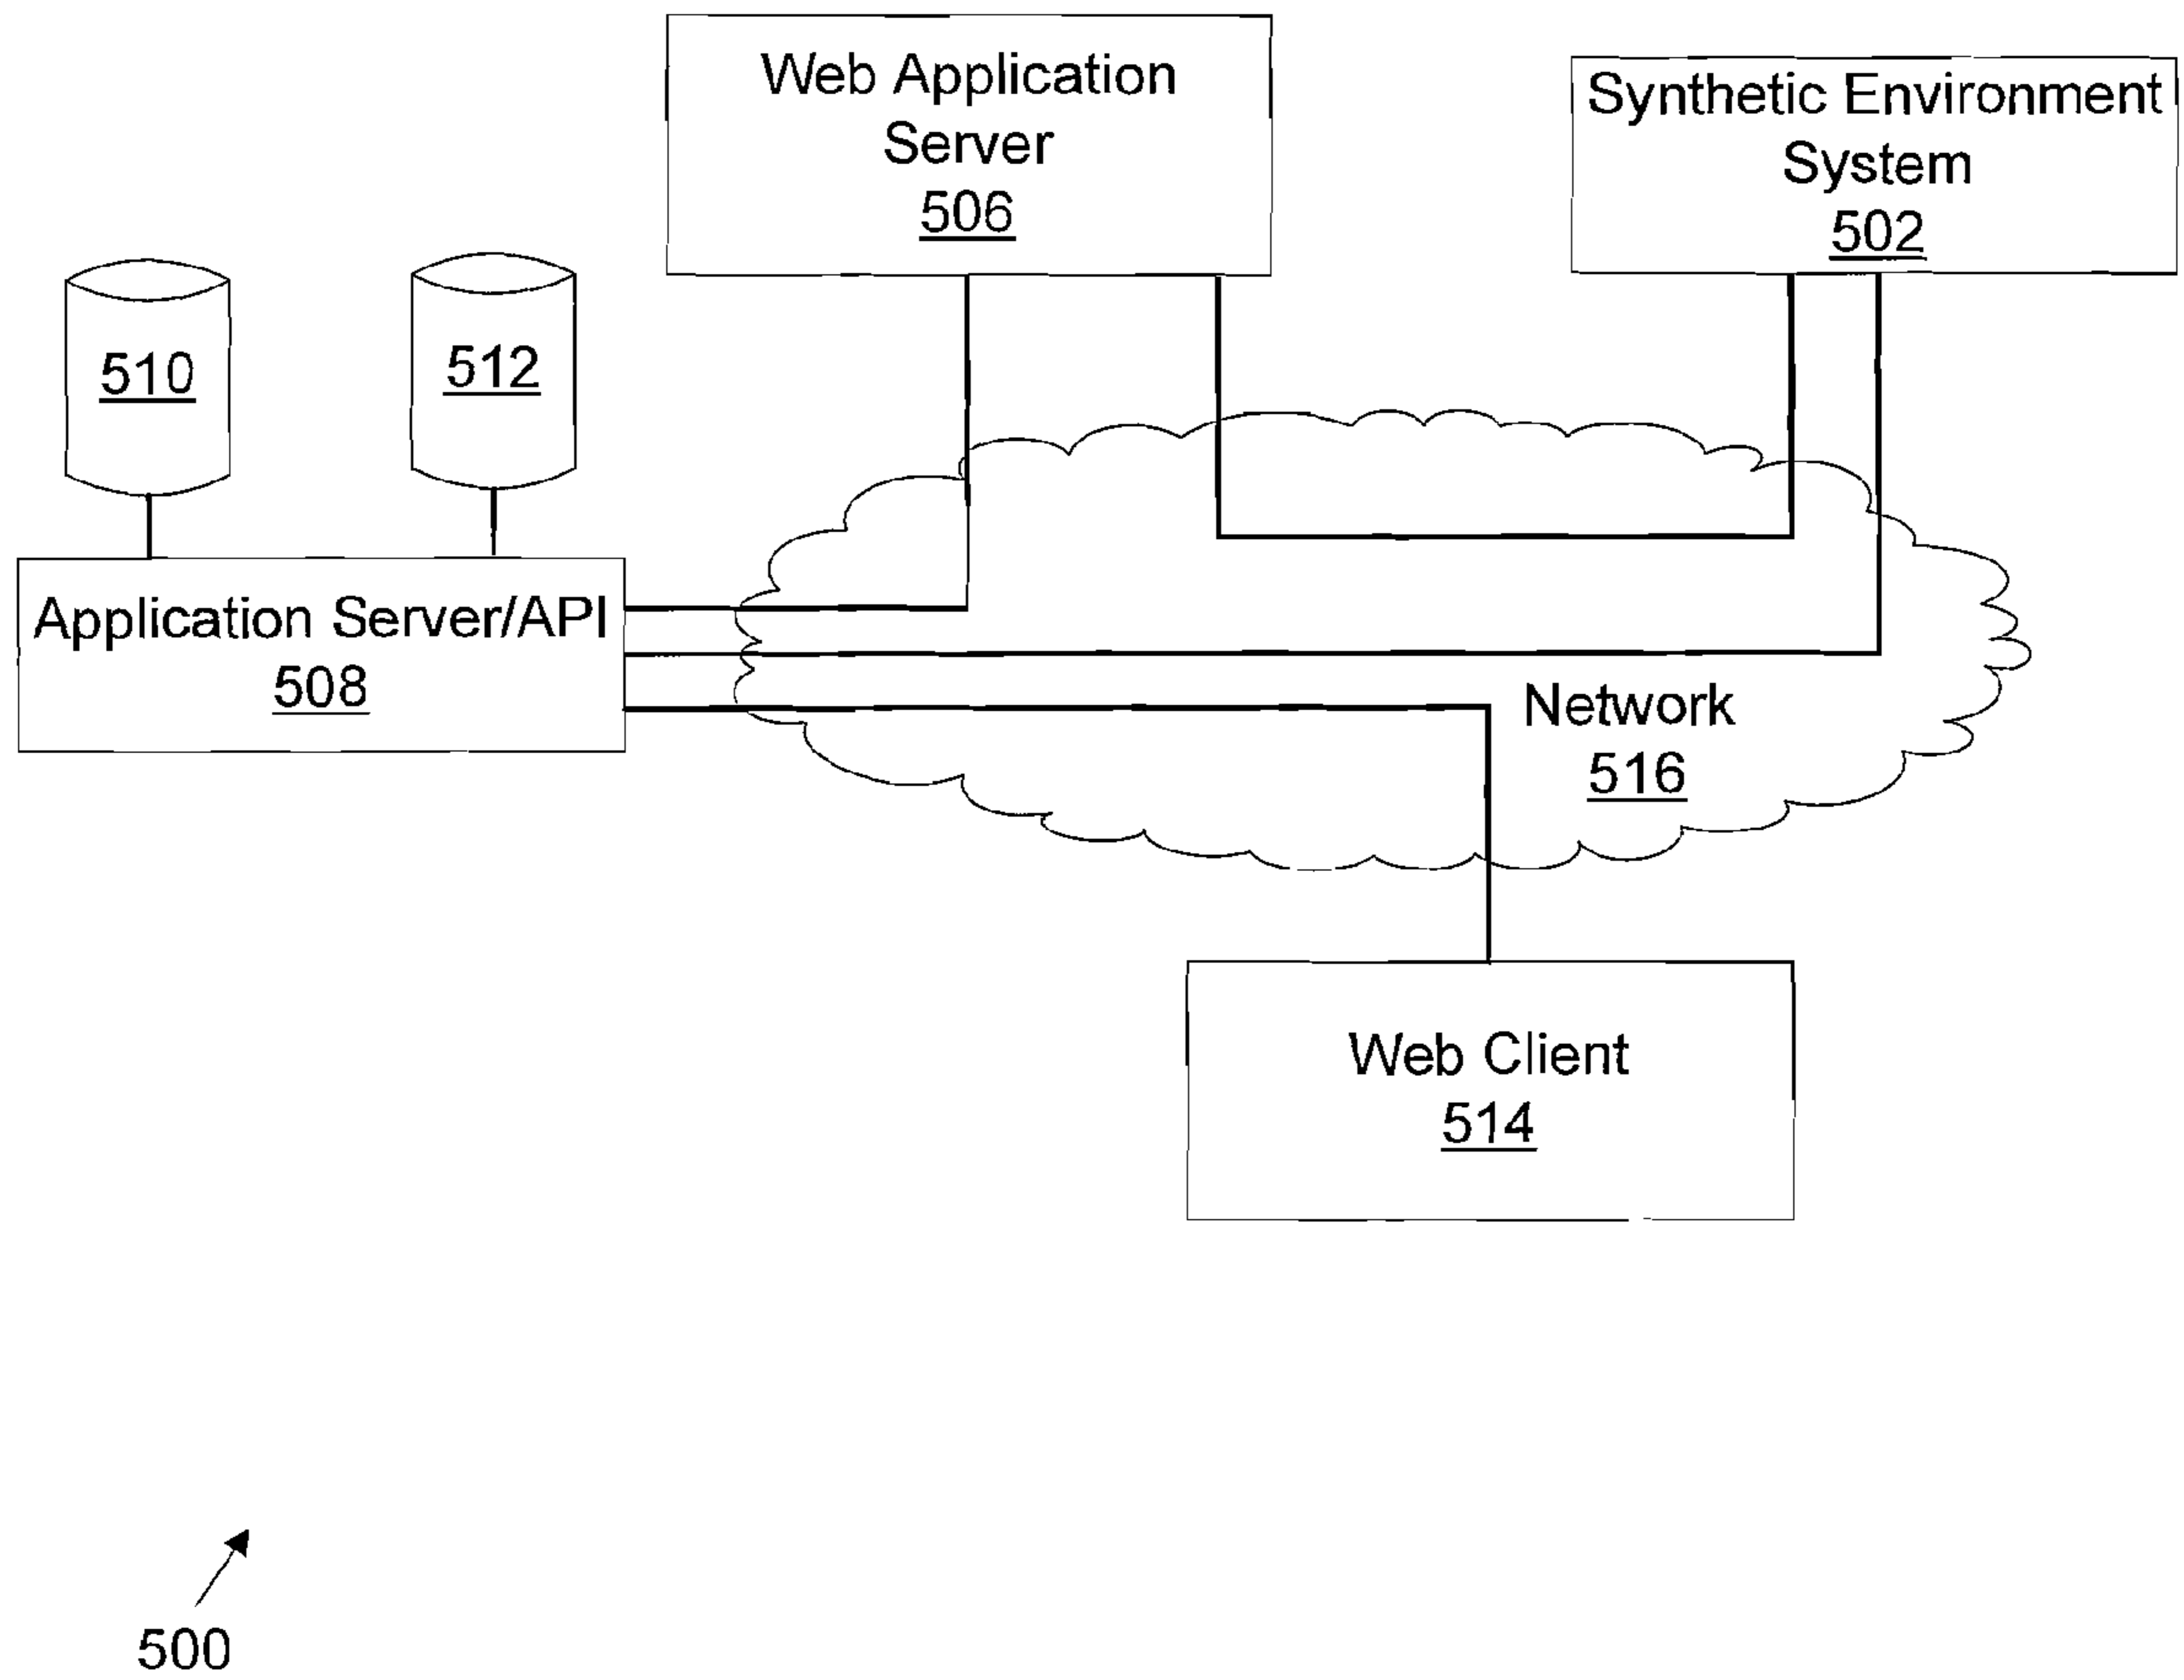 Web Application
Server
506
Synthetic Environment
System
502
510
512
Application Server/API
508
Network
516
Web Client
514
500